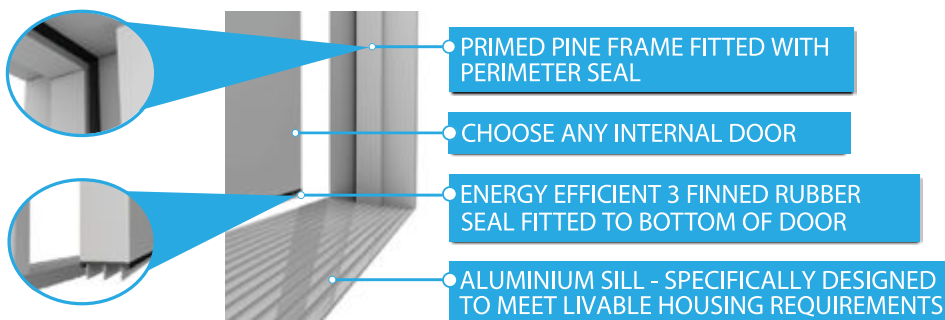 PRIMED PINE FRAME FITTED WITH
PERIMETER SEAL
CHOOSE ANY INTERNAL DOOR
ENERGY EFFICIENT 3 FINNED RUBBER
SEAL FITTED TO BOTTOM OF DOOR
ALUMINIUM SILL - SPECIFICALLY DESIGNED
TO MEET LIVABLE HOUSING REQUIREMENTS